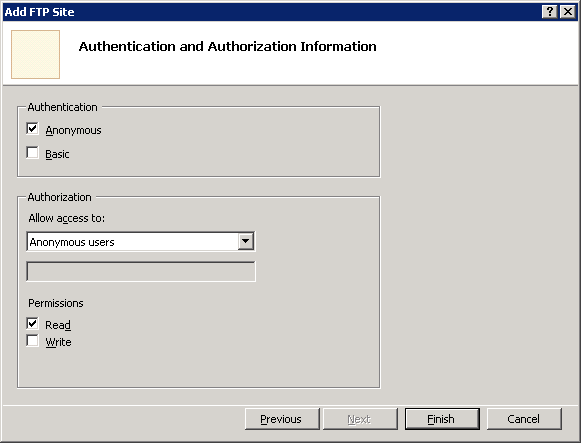 Add FTP Site
Authentication and Authorization Information
Authentication
Anonymous
Basic
Authorization
Allow access to:
Anonymous users
Permissions
Read
Write
Previous Next Finish Cancel